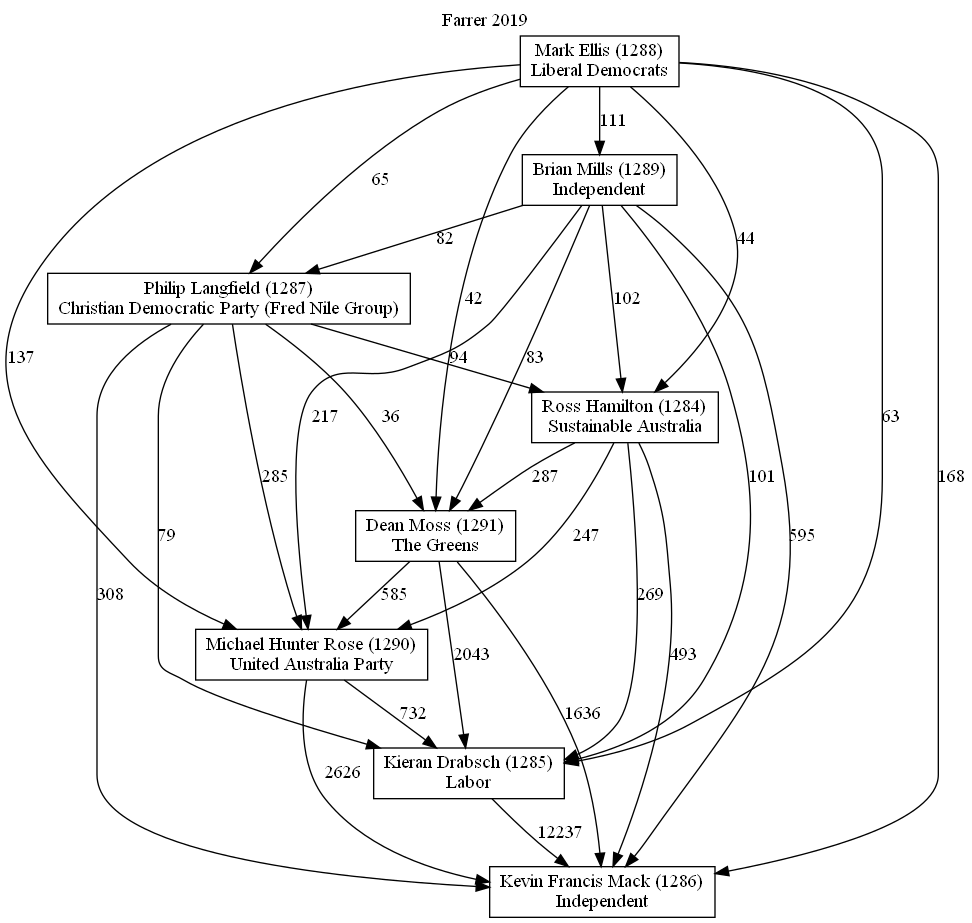 Farrer 2019
Mark Ellis (1288)
Liberal Democrats
111
Brian Mills (1289)
Independent
65
82
44
Philip Langfield (1287)
Christian Democratic Party (Fred Nile Group)
42
102
137
94
83
Ross Hamilton (1284)
Sustainable Australia
217
36
63
285
287
101
168
Dean Moss (1291)
The Greens
79
247
595
308
585
269
Michael Hunter Rose (1290)
United Australia Party
2043
493
732
1636
Kieran Drabsch (1285)
Labor
2626
12237
Kevin Francis Mack (1286)
Independent